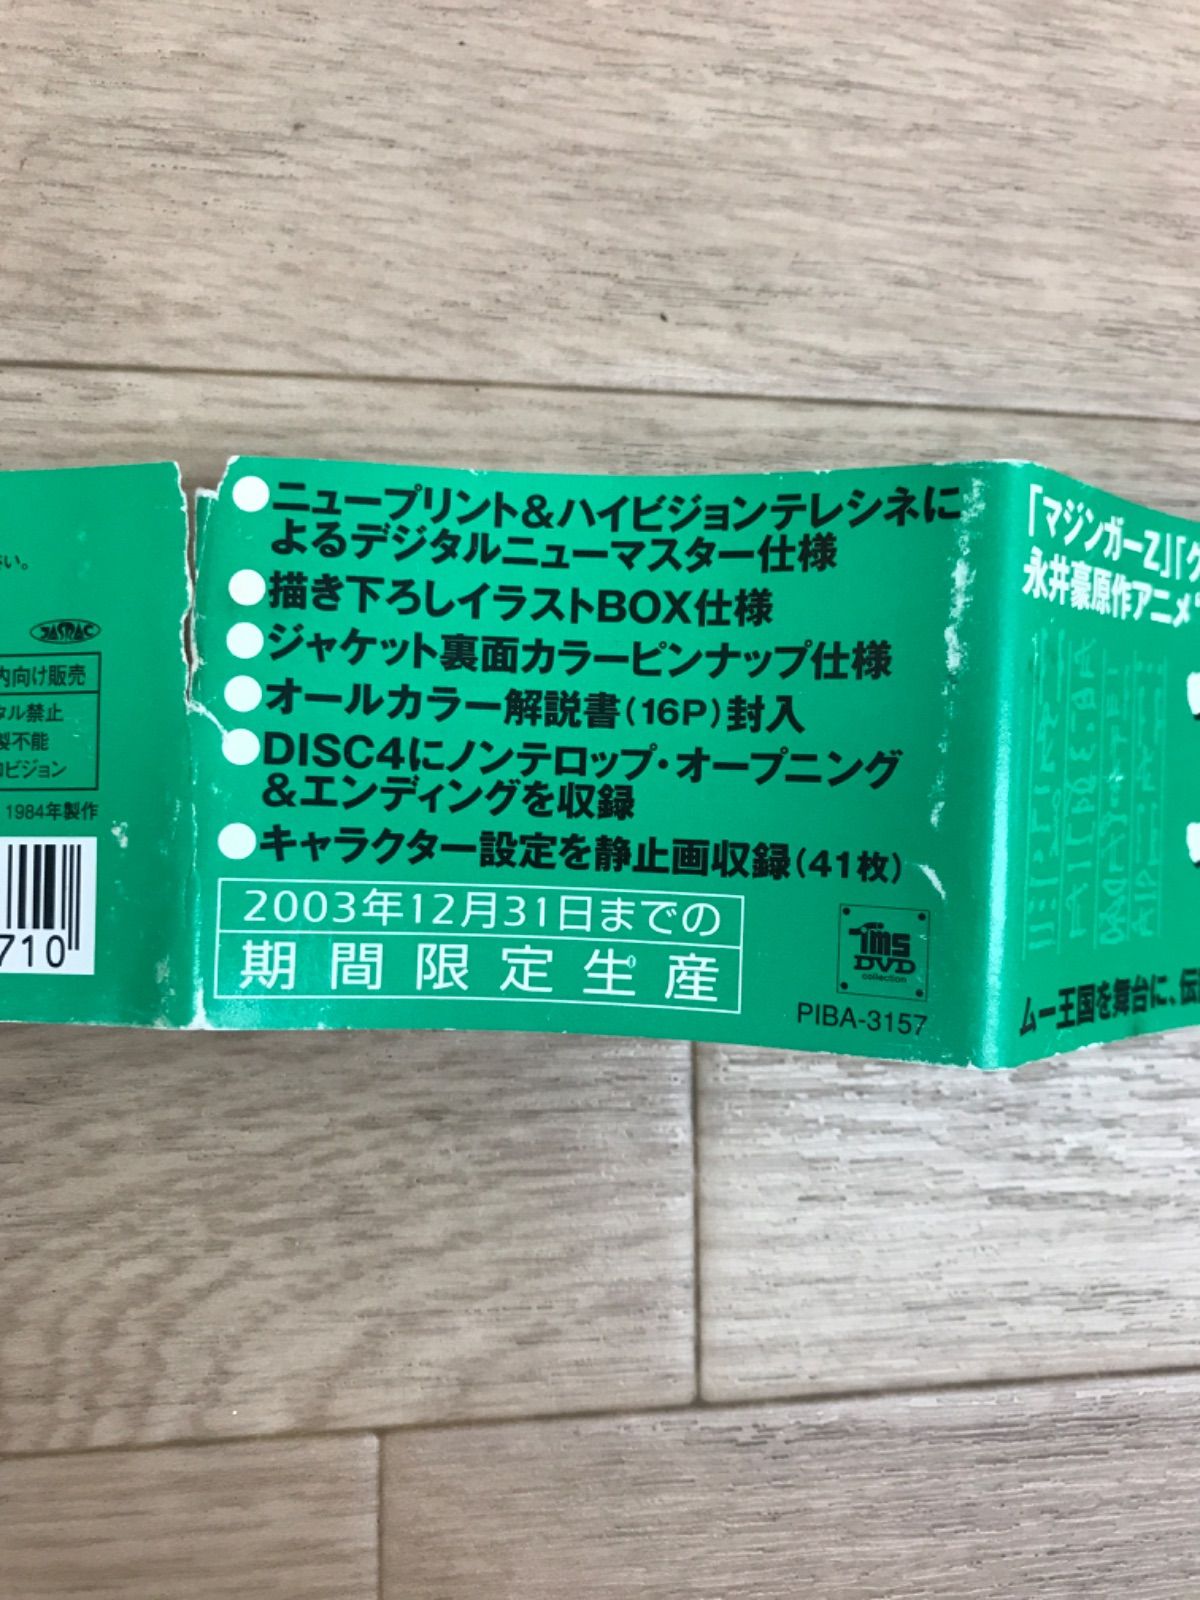 さい。
JASRAC
内向け販売
タル禁止
製不能
ロビジョン
1984年製作
710
●ニュープリント&ハイビジョンテレシネに
よるデジタルニューマスター仕様
●描き下ろしイラストBOX仕様
●ジャケット裏面カラーピンナップ仕様
●オールカラー解説書(16P)封入
●DISC4にノンテロップ・オープニング
&エンディングを収録
●キャラクター設定を静止画収録(41枚)
2003年12月31日までの
期間限定生産
tms
DVD
collection
PIBA-3157
「マジンガーZ」「グ
永井豪原作アニメ
ムー王国を舞台に、伝